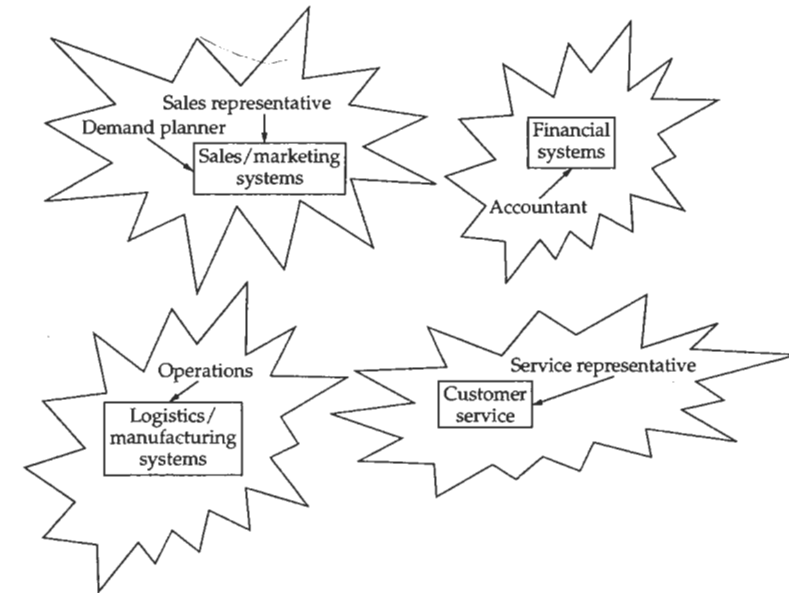 Sales representative
Demand planner
Sales/marketing
systems
Financial
systems
Accountant
Operations
Logistics/
manufacturing
systems
Service representative
Customer
service